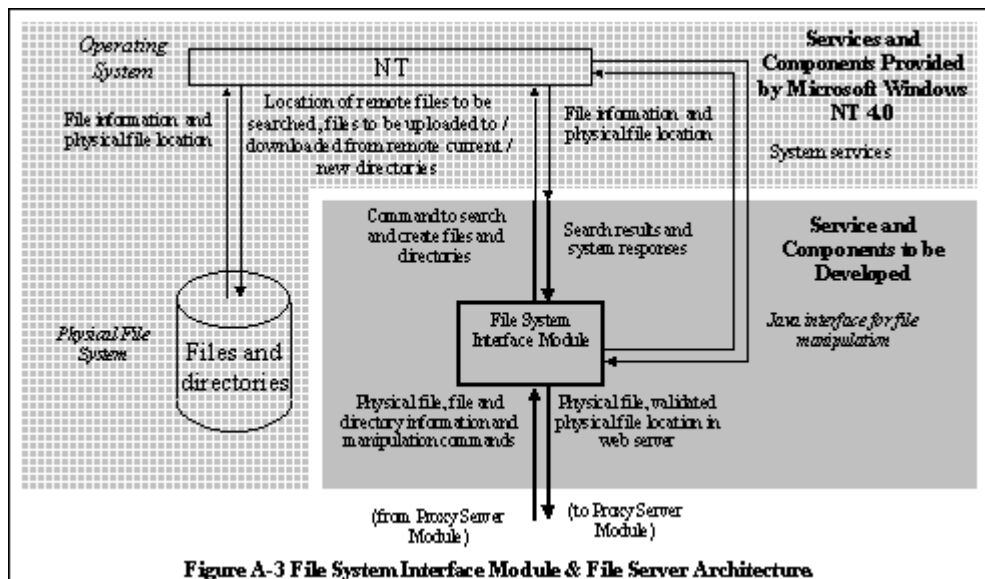 Operating
System
NT
Services and
Components Provided
by Microsoft Windows
NT 4.0
System services
File information and
physical file location
Location of remote files to be
searched, files to be uploaded to /
downloaded from remote current /
new directories
File information and
physical file location
Command to search
and create files and
directories
Search results and
system responses
Service and
Components to be
Developed
Java interface for file
manipulation
File System
Interface Module
Physical File
System
Files and
directories
Physical file, file and
directory information and
manipulation commands
Physical file, validated
physical file location in
web server
(from Proxy Server
Module)
(to Proxy Server
Module)
Figure A-3 File System Interface Module & File Server Architecture.